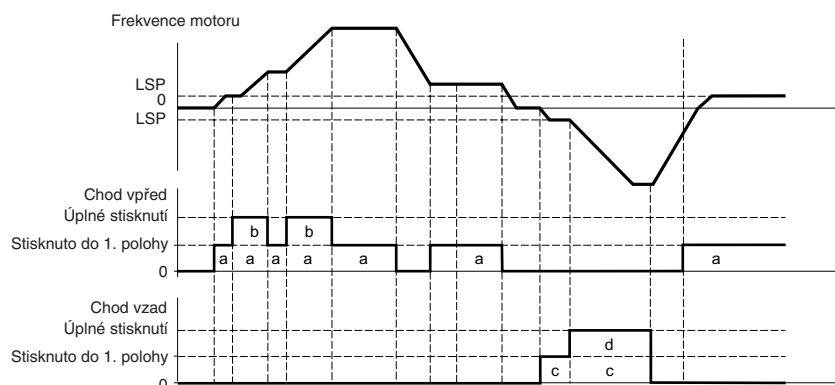 Frekvence motoru
LSP
0
LSP
Chod vpřed
Úplné stisknutí
b b
Stisknuto do 1. polohy
a a a a a a a
0
Chod vzad
Úplné stisknutí
d
Stisknuto do 1. polohy
c c
0